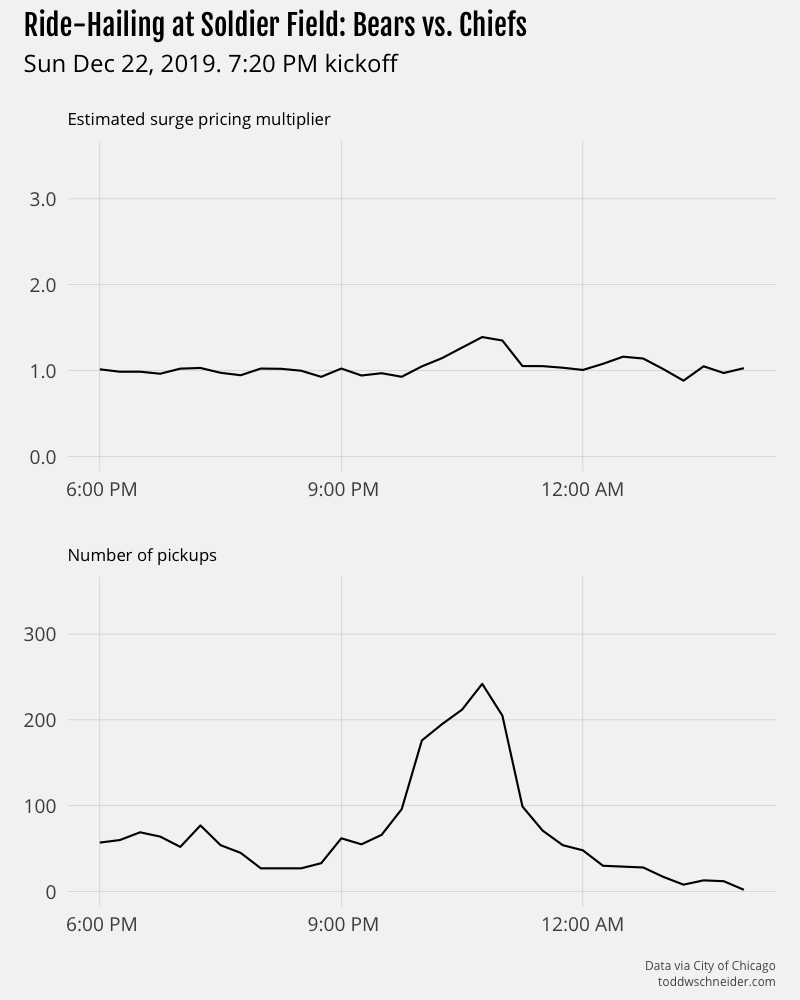 Ride-Hailing at Soldier Field: Bears vs. Chiefs
Sun Dec 22, 2019. 7:20 PM kickoff
Estimated surge pricing multiplier
3.0
2.0
1.0
0.0
6:00 PM 9:00 PM 12:00 AM
Number of pickups
300
200
100
0
6:00 PM 9:00 PM 12:00 AM
Data via City of Chicago
toddwschneider.com